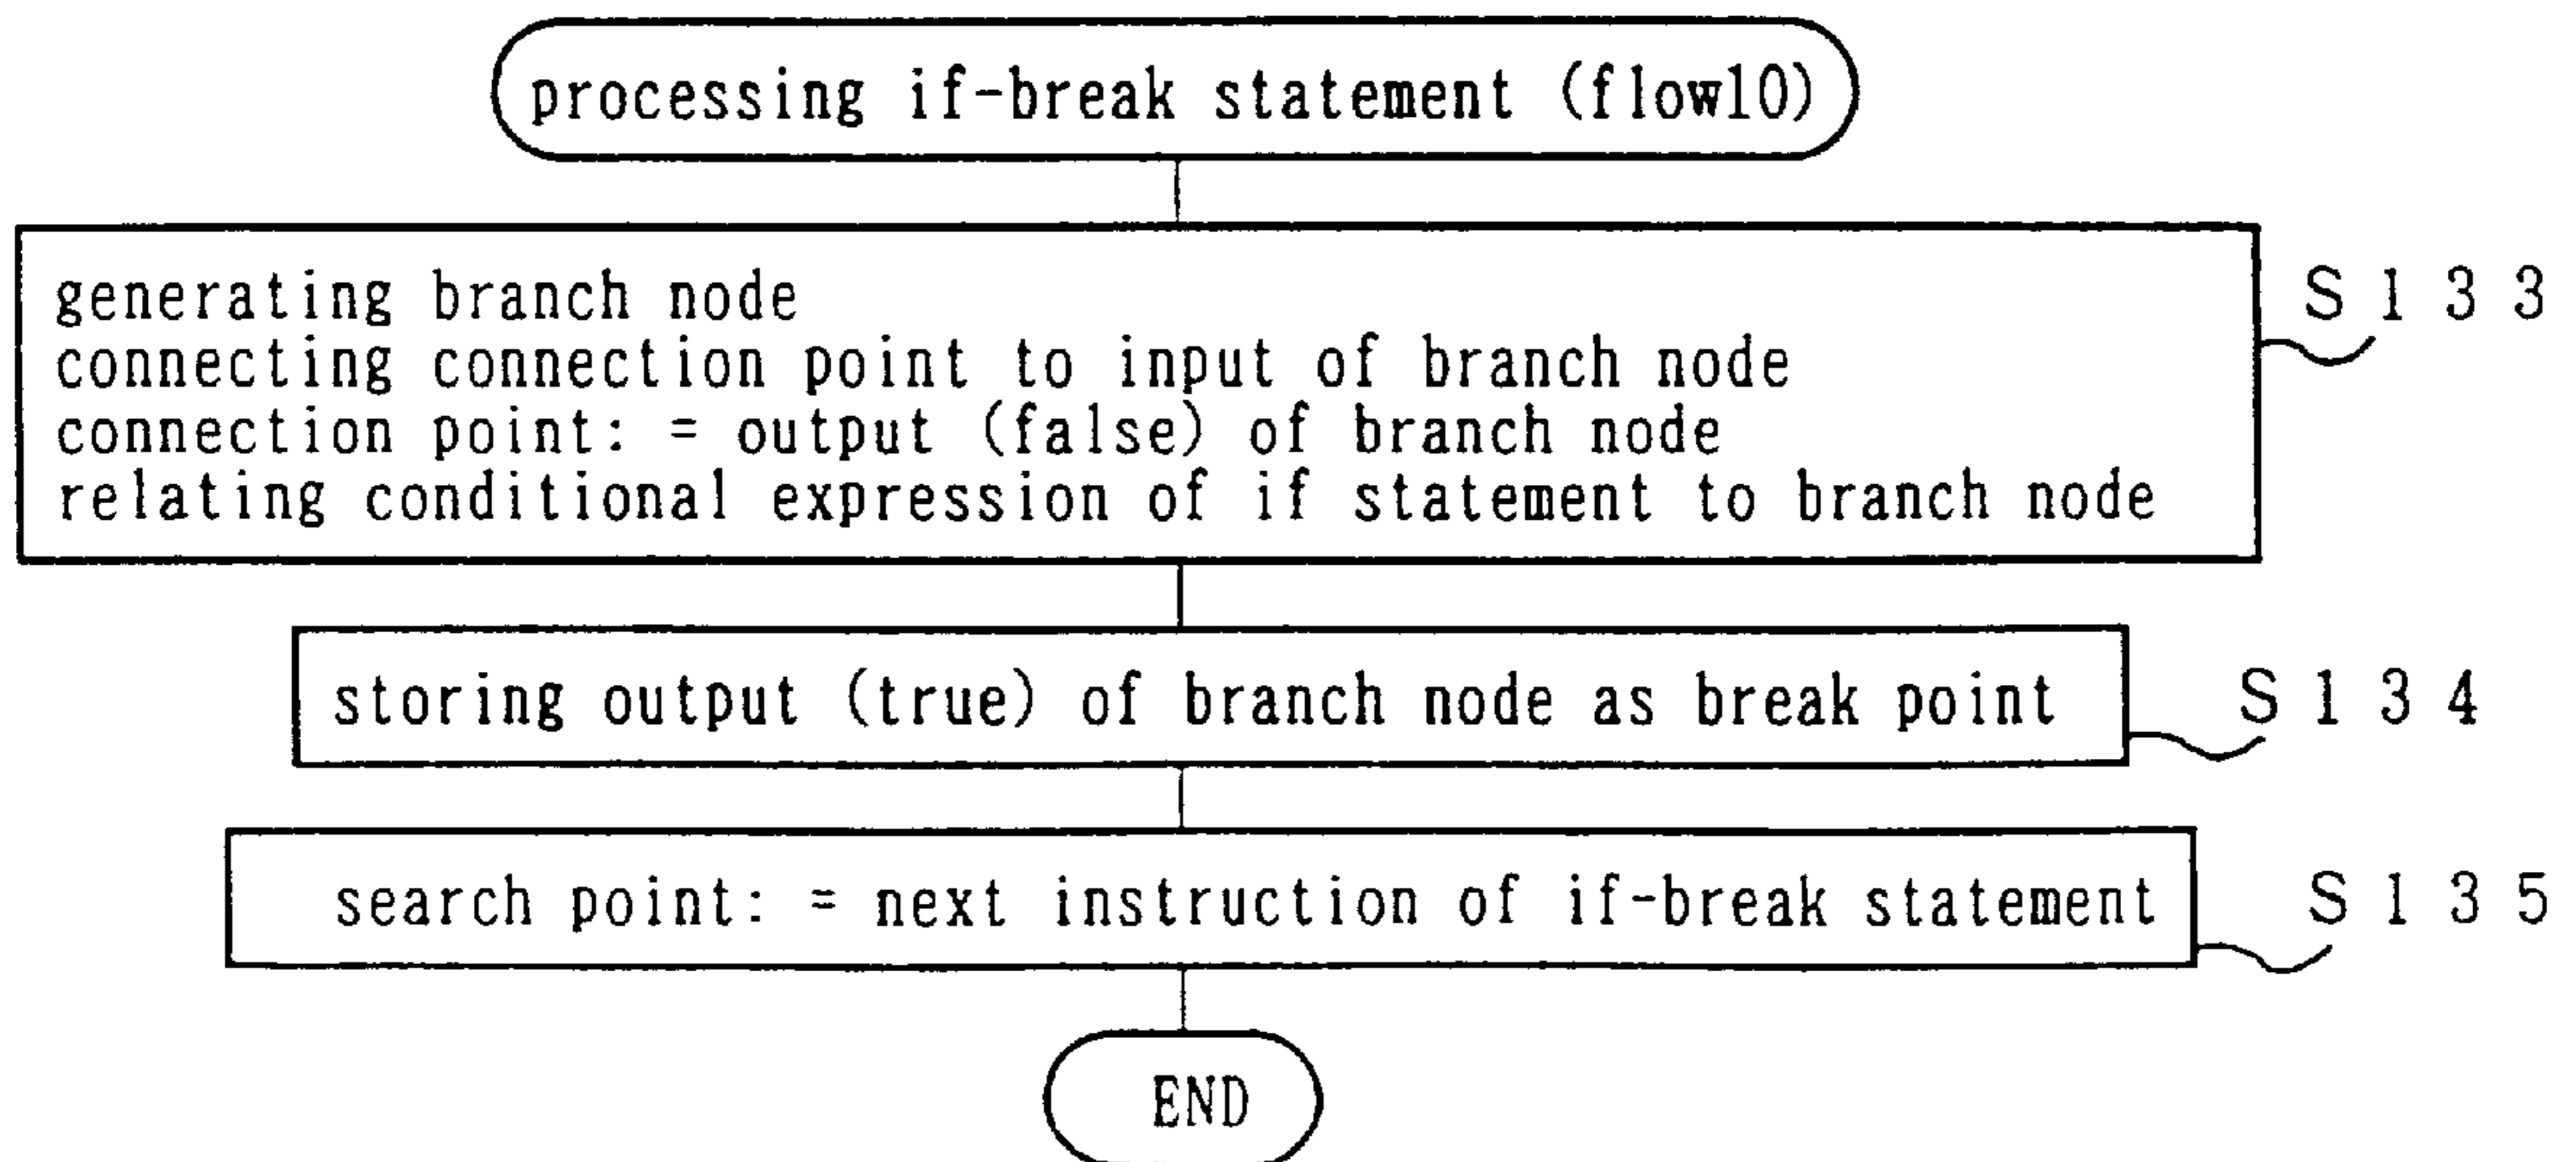 processing if-break statement (flow10)
generating branch node
connecting connection point to input of branch node
connection point: = output (false) of branch node
relating conditional expression of if statement to branch node
S133
storing output (true) of branch node as break point
S134
search point: = next instruction of if-break statement
S135
END